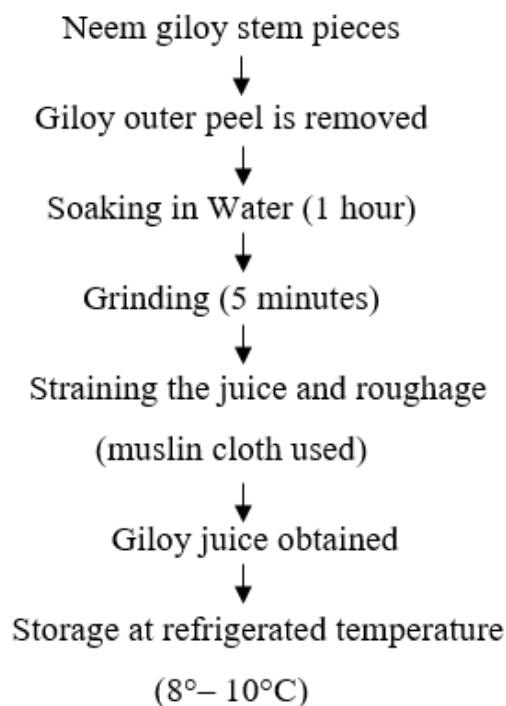 Neem giloy stem pieces
Giloy outer peel is removed
Soaking in Water (1 hour)
Grinding (5 minutes)
Straining the juice and roughage
(muslin cloth used)
Giloy juice obtained
Storage at refrigerated temperature
(8°– 10°C)